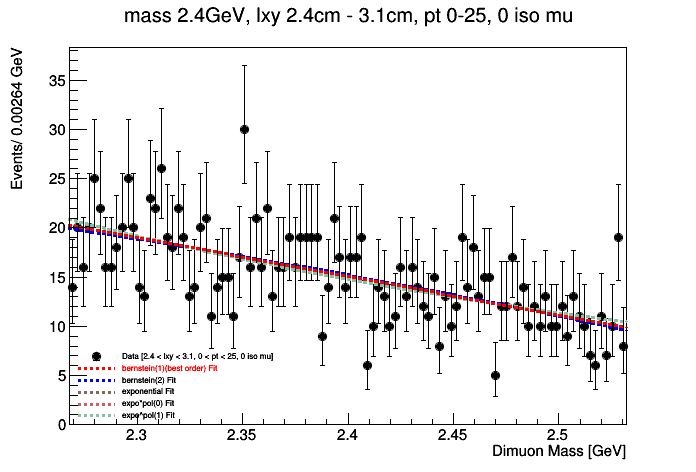 mass 2.4GeV, lxy 2.4cm - 3.1cm, pt 0-25, 0 iso mu
Events/ 0.00264 GeV
35
30
25
20
15
10
5
0
Data [2.4 < lxy < 3.1, 0 < pt < 25, 0 iso mu]
bernstein(1)(best order) Fit
bernstein(2) Fit
exponential Fit
expo*pol(0) Fit
expo*pol(1) Fit
2.3 2.35 2.4 2.45 2.5
Dimuon Mass [GeV]